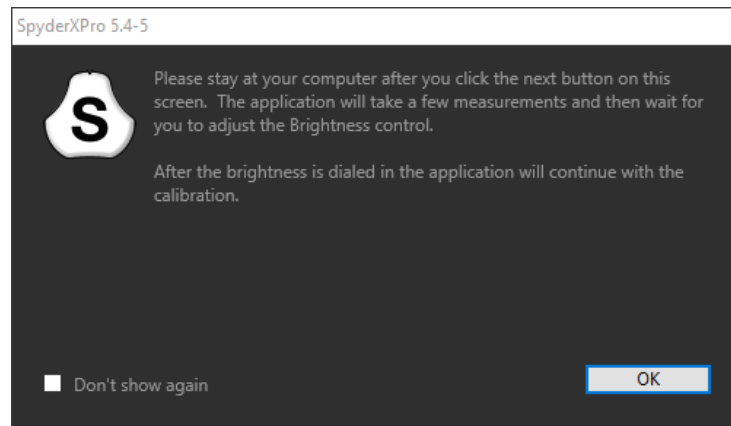 SpyderXPro 5.4-5
Please stay at your computer after you click the next button on this
screen.  The application will take a few measurements and then wait for
you to adjust the Brightness control.
After the brightness is dialed in the application will continue with the
calibration.
S
Don't show again
OK